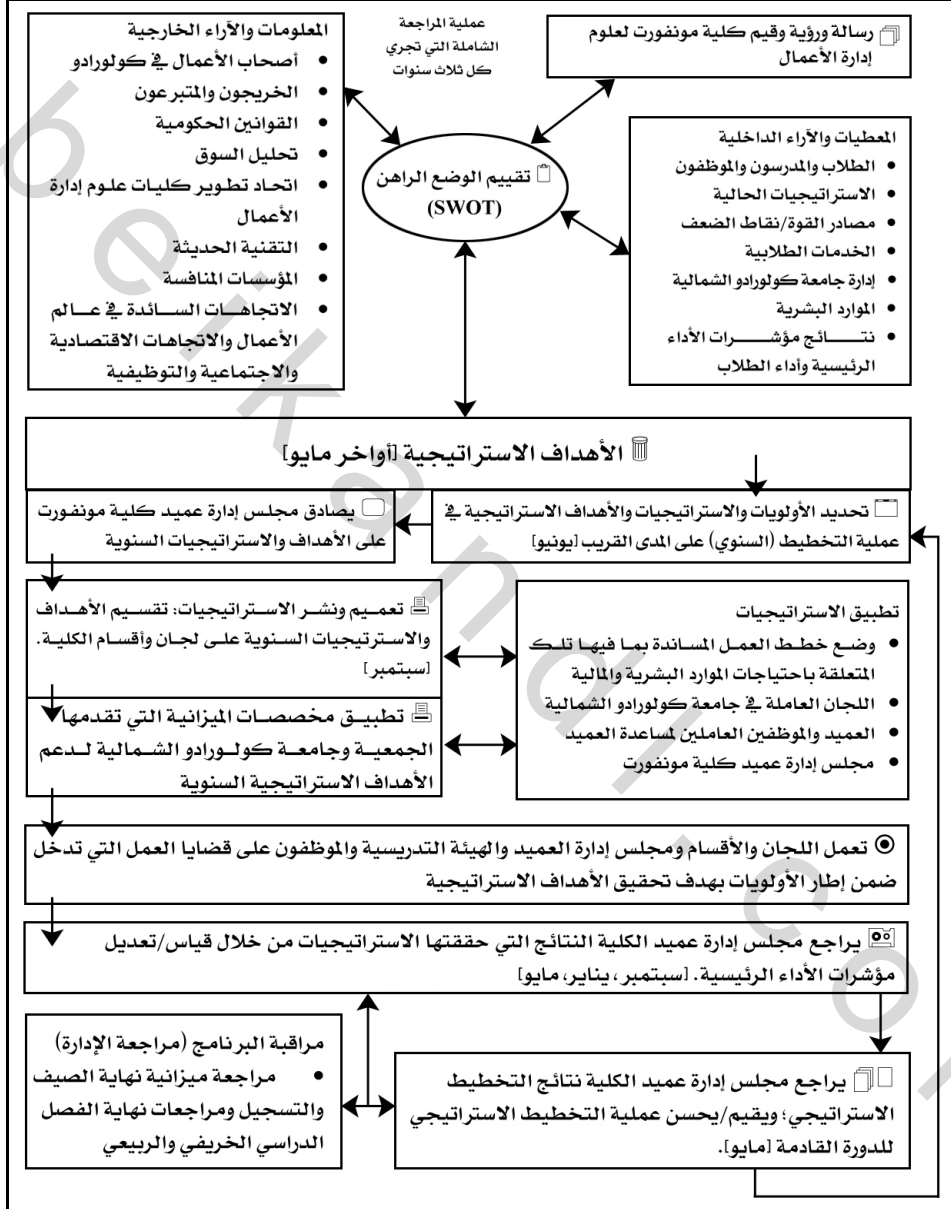 رسالة ورؤية وقيم كلية مونفورت لعلوم
إدارة الأعمال
عملية المراجعة
الشاملة التي تجري
كل ثلاث سنوات
المعلومات والآراء الخارجية
• أصحاب الأعمال في كولورادو
• الخريجون والمتبرعون
• القوانين الحكومية
• تحليل السوق
• اتحاد تطوير كليات علوم إدارة
الأعمال
• التقنية الحديثة
• المؤسسات المنافسة
• الاتجاهات السائدة في عالم
الأعمال والاتجاهات الاقتصادية
والاجتماعية والتوظيفية
تقييم الوضع الراهن
(SWOT)
المعطيات والآراء الداخلية
• الطلاب والمدرسون والموظفون
• الاستراتيجيات الحالية
• مصادر القوة/نقاط الضعف
• الخدمات الطلابية
• إدارة جامعة كولورادو الشمالية
• الموارد البشرية
• نتائج مؤشرات الأداء
الرئيسية وأداء الطلاب
الأهداف الاستراتيجية [أواخر مايو]
تحديد الأولويات والاستراتيجيات والأهداف الاستراتيجية في
عملية التخطيط (السنوي) على المدى القريب [يونيو]
يصادق مجلس إدارة عميد كلية مونفورت
على الأهداف والاستراتيجيات السنوية
تعميم ونشر الاستراتيجيات: تقسيم الأهداف
والاسترتيجيات السنوية على لجان وأقسام الكلية.
[سبتمبر]
تطبيق مخصصات الميزانية التي تقدمها
الجمعية وجامعة كولورادو الشمالية لدعم
الأهداف الاستراتيجية السنوية
تطبيق الاستراتيجيات
• وضع خطط العمل المساندة بما فيها تلك
المتعلقة باحتياجات الموارد البشرية والمالية
• اللجان العاملة في جامعة كولورادو الشمالية
• العميد والموظفين العاملين لمساعدة العميد
• مجلس إدارة عميد كلية مونفورت
تعمل اللجان والأقسام ومجلس إدارة العميد والهيئة التدريسية والموظفون على قضايا العمل التي تدخل
ضمن إطار الأولويات بهدف تحقيق الأهداف الاستراتيجية
يراجع مجلس إدارة عميد الكلية النتائج التي حققتها الاستراتيجيات من خلال قياس/تعديل
مؤشرات الأداء الرئيسية. [سبتمبر، يناير، مايو]
يراجع مجلس إدارة عميد الكلية نتائج التخطيط
الاستراتيجي؛ ويقيم/يحسن عملية التخطيط الاستراتيجي
للدورة القادمة [مايو].
مراقبة البرنامج (مراجعة الإدارة)
• مراجعة ميزانية نهاية الصيف
والتسجيل ومراجعات نهاية الفصل
الدراسي الخريفي والربيعي